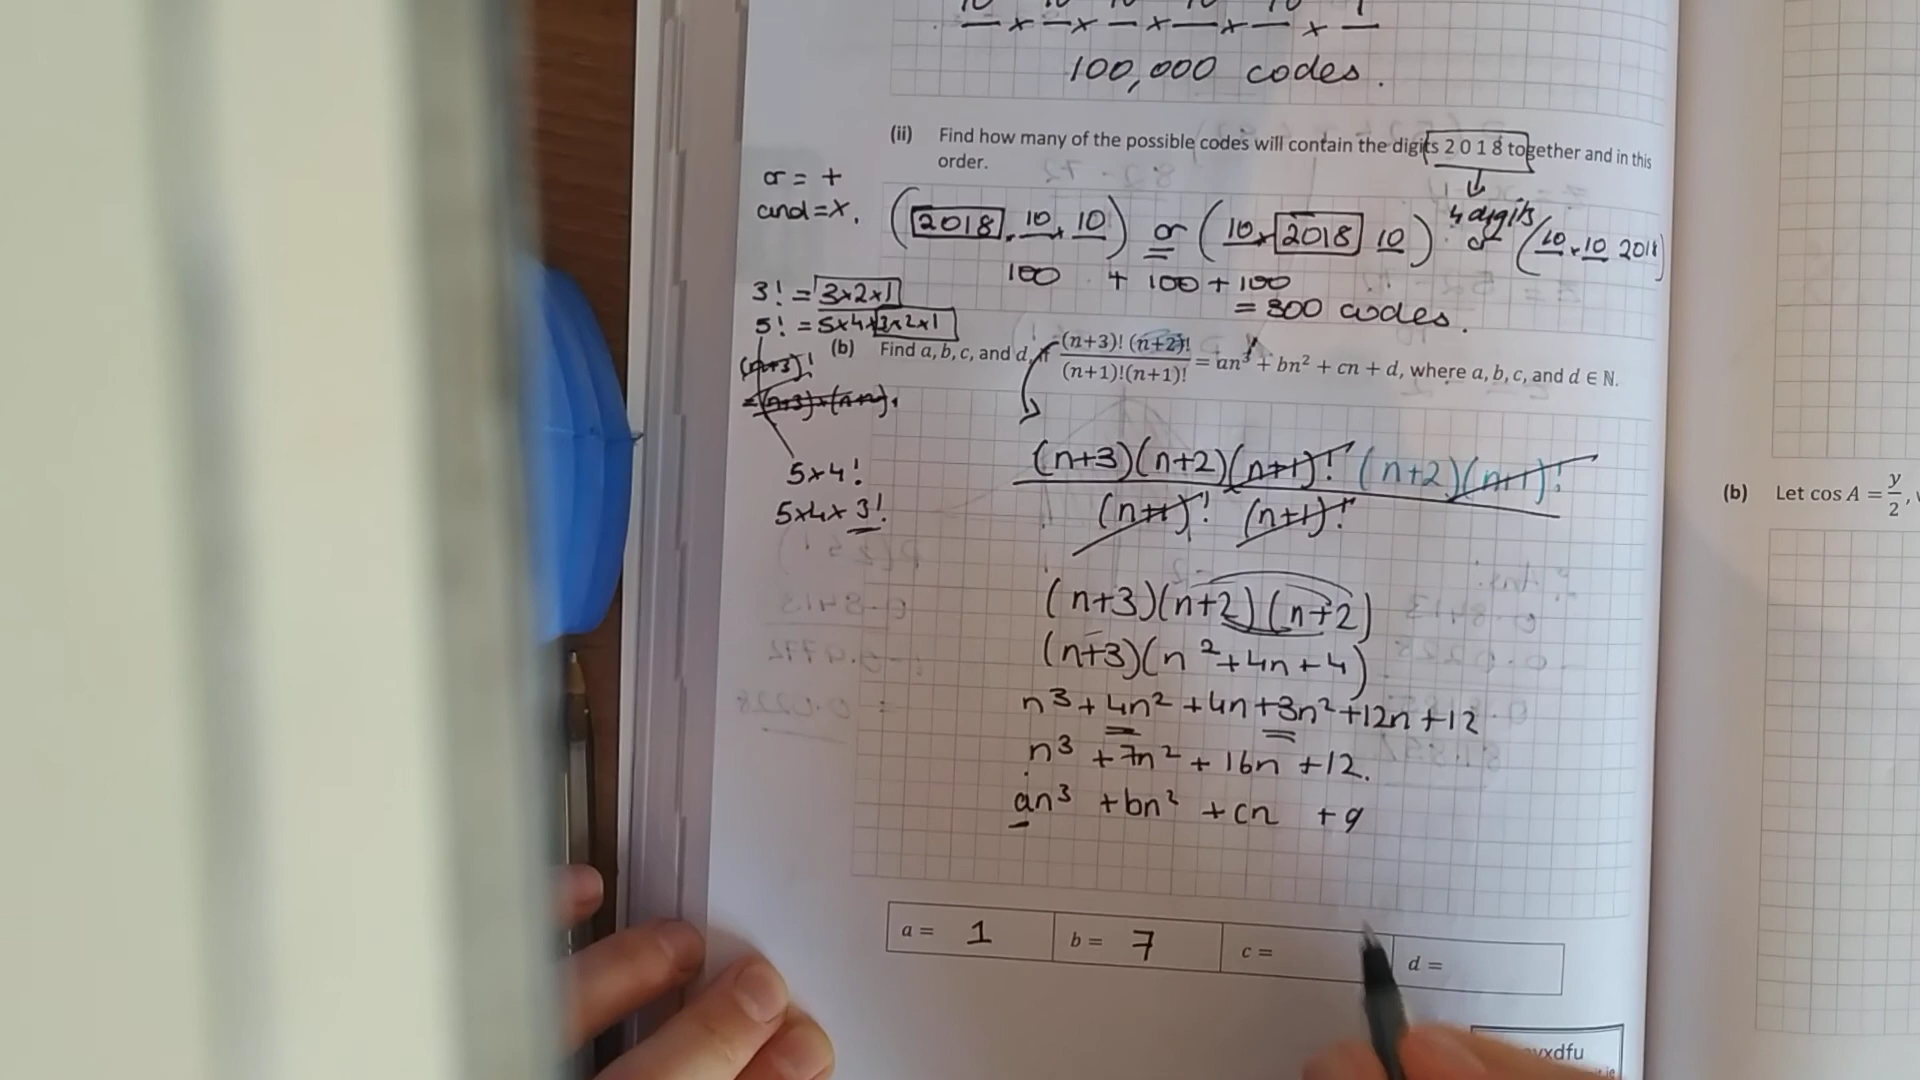 — × — × — × — × — × —
100,000 codes.
(ii) Find how many of the possible codes will contain the digits 2 0 1 8 together and in this
order.
or = +
and = ×.
4 digits
(2018 . 10 × 10) or (10 × 2018 10) or (10 × 10 2018)
100 + 100 + 100
= 300 codes.
3! = 3×2×1
5! = 5×4×3×2×1
(b) Find a, b, c, and d, if (n+3)! (n+2)! / (n+1)!(n+1)! = an³ + bn² + cn + d, where a, b, c, and d ∈ ℕ.
(n+3)!
5×4!
5×4×3!
(n+3)(n+2)(n+1)! (n+2)(n+1)!
(n+1)! (n+1)!
(n+3)(n+2)(n+2)
(n+3)(n²+4n+4)
n³ + 4n² + 4n + 3n² + 12n + 12
n³ + 7n² + 16n + 12.
an³ + bn² + cn + d
a = 1 b = 7 c = d =
(b) Let cos A = y/2,
yxdfu